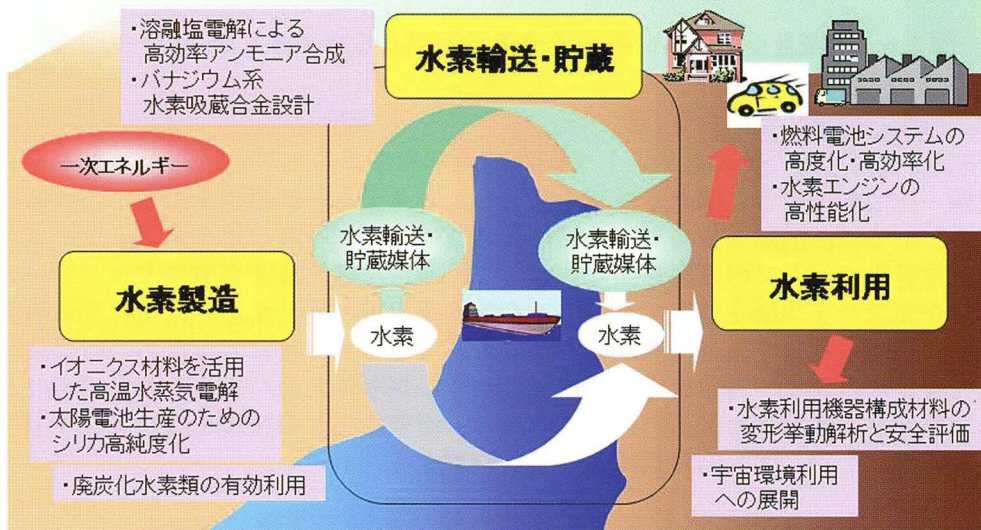 ・溶融塩電解による
高効率アンモニア合成
・バナジウム系
水素吸蔵合金設計
水素輸送・貯蔵
一次エネルギー
・燃料電池システムの
高度化・高効率化
・水素エンジンの
高性能化
水素輸送・
貯蔵媒体
水素輸送・
貯蔵媒体
水素製造
水素
水素
水素利用
・イオニクス材料を活用
した高温水蒸気電解
・太陽電池生産のための
シリカ高純度化
・廃炭化水素類の有効利用
・水素利用機器構成材料の
変形挙動解析と安全評価
・宇宙環境利用
への展開